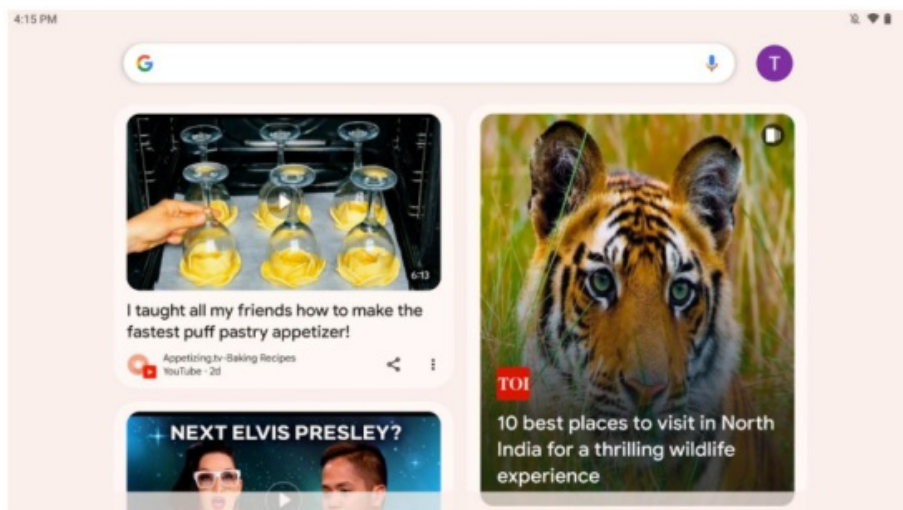 4:15 PM
T
6:13
I taught all my friends how to make the
fastest puff pastry appetizer!
Appetizing.tv-Baking Recipes
YouTube · 2d
NEXT ELVIS PRESLEY?
TOI
10 best places to visit in North
India for a thrilling wildlife
experience